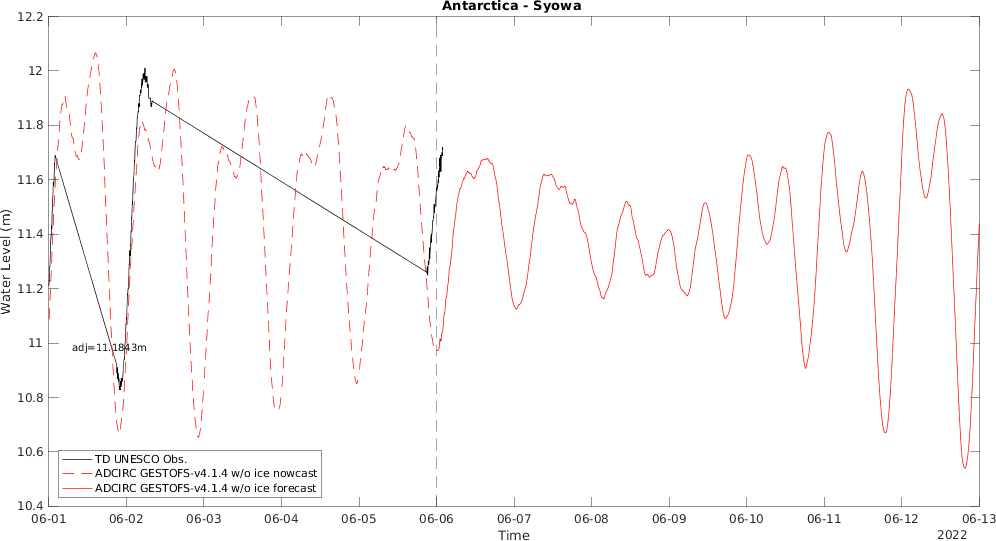 Antarctica - Syowa
12.2
12
11.8
11.6
11.4
11.2
11
10.8
10.6
10.4
Water Level (m)
adj=11.1843m
TD UNESCO Obs.
ADCIRC GESTOFS-v4.1.4 w/o ice nowcast
ADCIRC GESTOFS-v4.1.4 w/o ice forecast
06-01 06-02 06-03 06-04 06-05 06-06 06-07 06-08 06-09 06-10 06-11 06-12 06-13
Time
2022